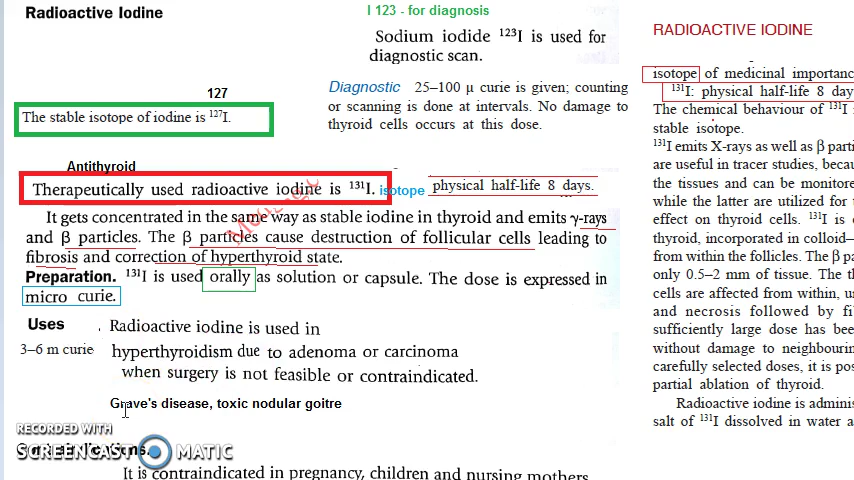 Radioactive Iodine
I 123 - for diagnosis
Sodium iodide ¹²³I is used for
diagnostic scan.
127
The stable isotope of iodine is ¹²⁷I.
Diagnostic 25–100 μ curie is given; counting
or scanning is done at intervals. No damage to
thyroid cells occurs at this dose.
Antithyroid
Therapeutically used radioactive iodine is ¹³¹I.
isotope
physical half-life 8 days.
It gets concentrated in the same way as stable iodine in thyroid and emits γ-rays
and β particles. The β particles cause destruction of follicular cells leading to
fibrosis and correction of hyperthyroid state.
Preparation. ¹³¹I is used orally as solution or capsule. The dose is expressed in
micro curie.
Uses
Radioactive iodine is used in
3–6 m curie
hyperthyroidism due to adenoma or carcinoma
when surgery is not feasible or contraindicated.
Grave's disease, toxic nodular goitre
RECORDED WITH
SCREENCAST MATIC
It is contraindicated in pregnancy, children and nursing mothers
RADIOACTIVE IODINE
isotope of medicinal importance
¹³¹I: physical half-life 8 day
The chemical behaviour of ¹³¹I
stable isotope.
¹³¹I emits X-rays as well as β parti
are useful in tracer studies, becau
the tissues and can be monitore
while the latter are utilized for
effect on thyroid cells. ¹³¹I is
thyroid, incorporated in colloid—
from within the follicles. The β pa
only 0.5–2 mm of tissue. The th
cells are affected from within, u
and necrosis followed by fi
sufficiently large dose has bee
without damage to neighbourin
carefully selected doses, it is pos
partial ablation of thyroid.
Radioactive iodine is adminis
salt of ¹³¹I dissolved in water a